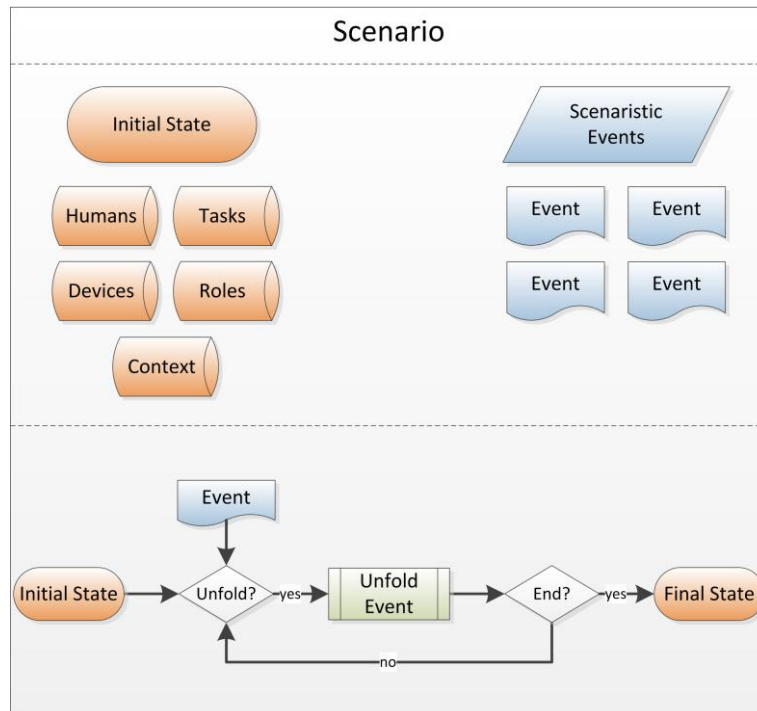 Scenario
Initial State
Scenaristic
Events
Humans
Tasks
Event
Event
Devices
Roles
Event
Event
Context
Event
Initial State
Unfold?
yes
Unfold
Event
End?
yes
Final State
no